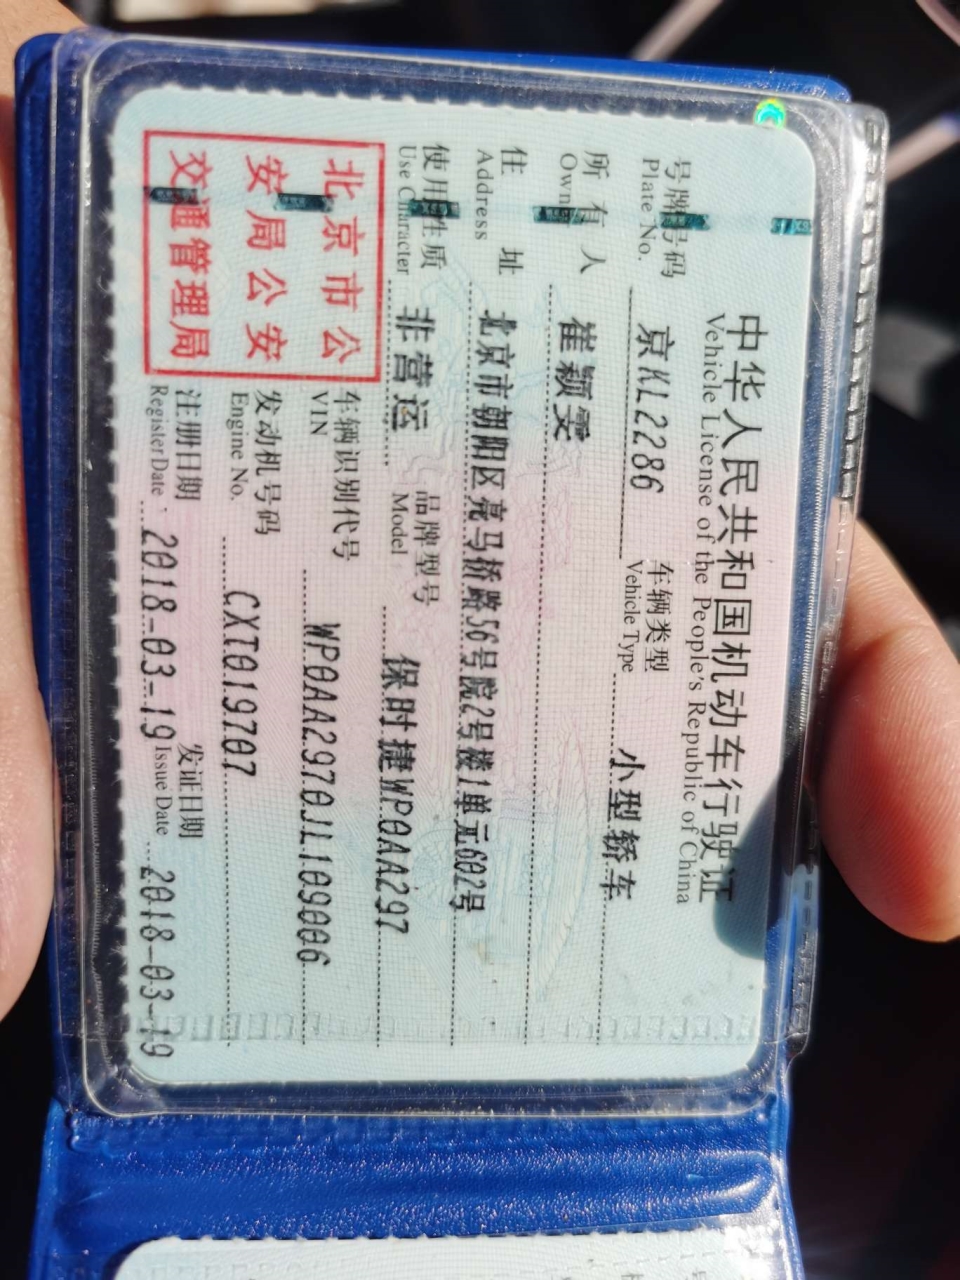 中华人民共和国机动车行驶证
Vehicle License of the People's Republic of China
号牌号码 京KL2286 车辆类型 小型轿车
Plate No. Vehicle Type
所有人 崔颖雯
Owner
住址 北京市朝阳区亮马桥路56号院2号楼1单元602号
Address
使用性质 非营运 品牌型号 保时捷WP0AA297
Use Character Model
北京市公
安局公安
交通管理局
车辆识别代号 WP0AA2970JL109006
VIN
发动机号码 CXT019707
Engine No.
注册日期 2018-03-19 发证日期 2018-03-19
Register Date Issue Date